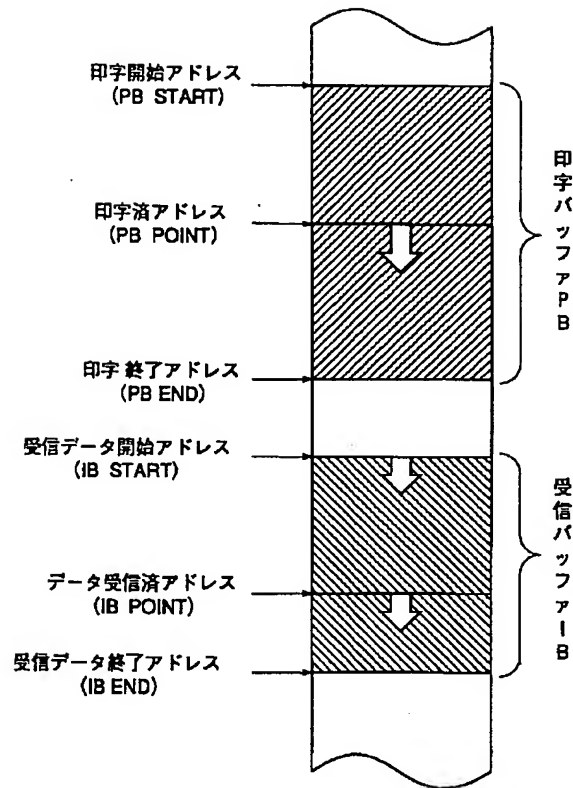 印字開始アドレス
(PB START)
印字済アドレス
(PB POINT)
印字終了アドレス
(PB END)
受信データ開始アドレス
(IB START)
データ受信済アドレス
(IB POINT)
受信データ終了アドレス
(IB END)
印字バッファPB
受信バッファIB